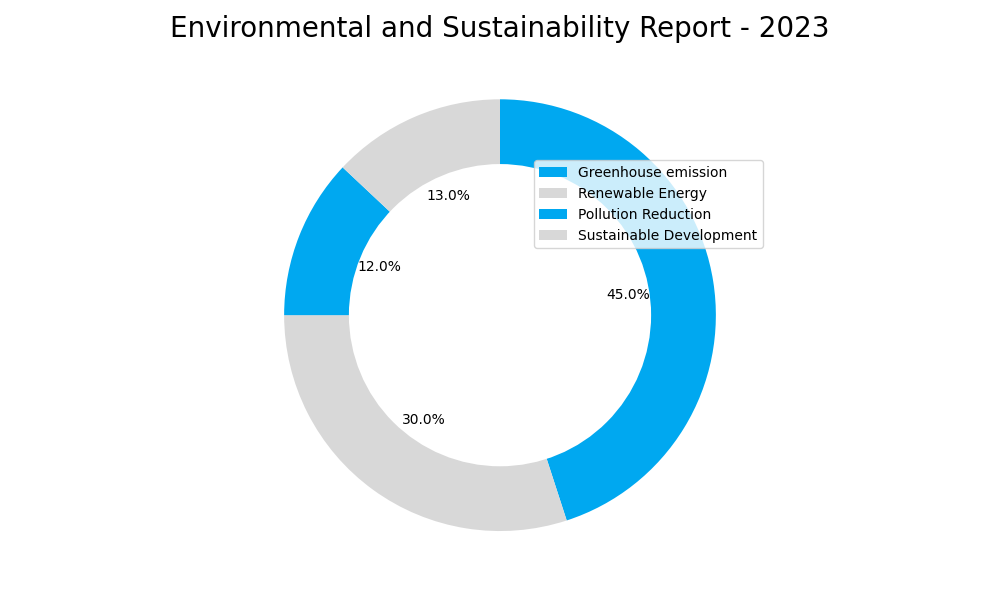 Environmental and Sustainability Report - 2023
Greenhouse emission
Renewable Energy
Pollution Reduction
Sustainable Development
13.0%
12.0%
45.0%
30.0%